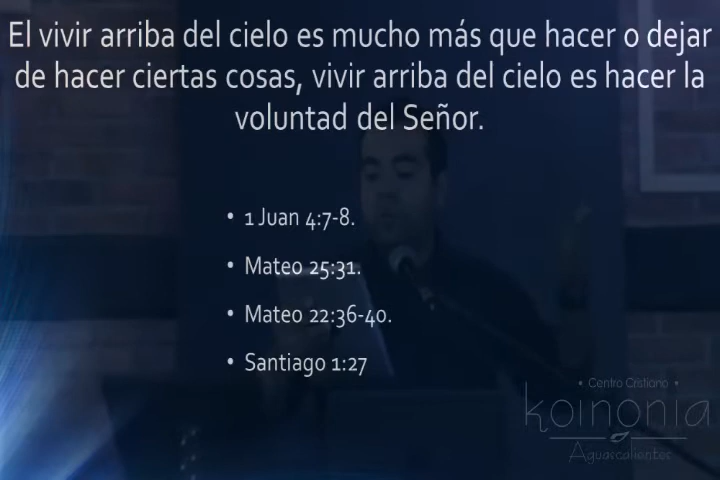 El vivir arriba del cielo es mucho más que hacer o dejar
de hacer ciertas cosas, vivir arriba del cielo es hacer la
voluntad del Señor.
• 1 Juan 4:7-8.
• Mateo 25:31.
• Mateo 22:36-40.
• Santiago 1:27
• Centro Cristiano •
koinonia
Aguascalientes